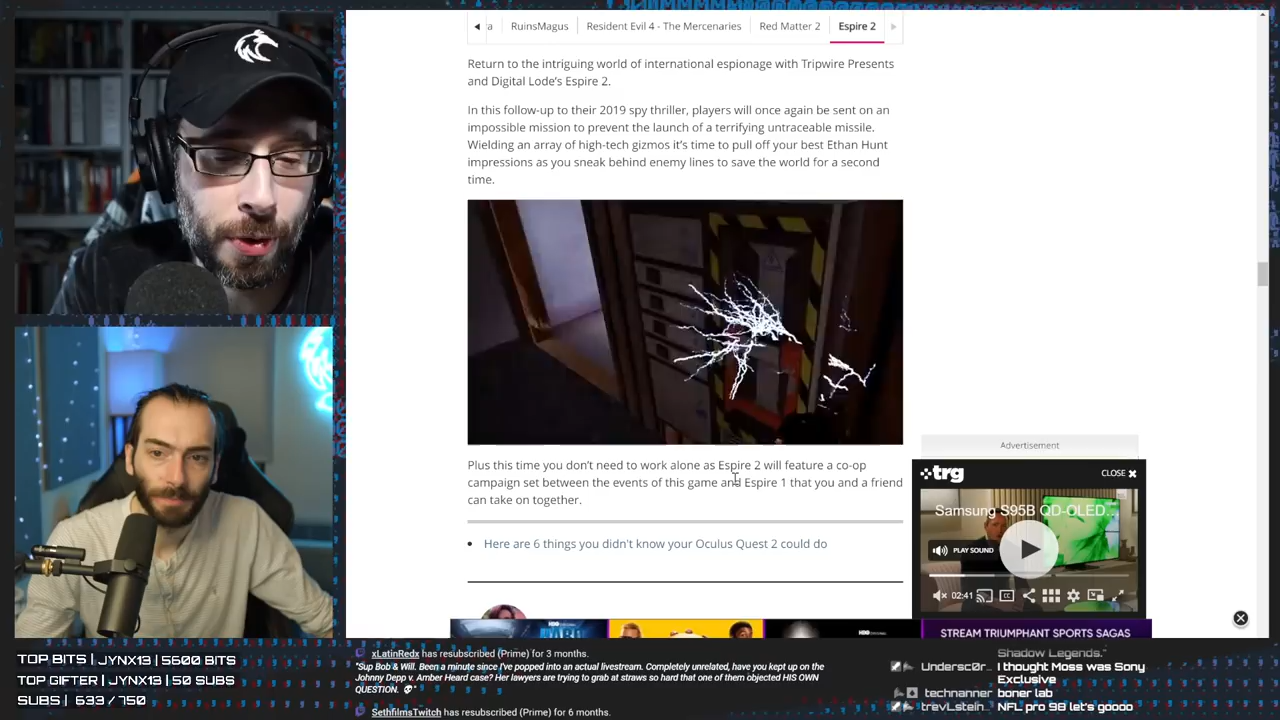 RuinsMagus
Resident Evil 4 - The Mercenaries
Red Matter 2
Espire 2
Return to the intriguing world of international espionage with Tripwire Presents
and Digital Lode's Espire 2.
In this follow-up to their 2019 spy thriller, players will once again be sent on an
impossible mission to prevent the launch of a terrifying untraceable missile.
Wielding an array of high-tech gizmos it's time to pull off your best Ethan Hunt
impressions as you sneak behind enemy lines to save the world for a second
time.
Plus this time you don't need to work alone as Espire 2 will feature a co-op
campaign set between the events of this game and Espire 1 that you and a friend
can take on together.
Here are 6 things you didn't know your Oculus Quest 2 could do
Advertisement
trg
CLOSE
Samsung S95B QD-OLED...
PLAY SOUND
02:41
CC
STREAM TRIUMPHANT SPORTS SAGAS
TOP BITS | JYNX13 | 5600 BITS
TOP GIFTER | JYNX13 | 50 SUBS
SUBS | 633 / 750
xLatinRedx has resubscribed (Prime) for 3 months.
"Sup Bob & Will. Been a minute since I've popped into an actual livestream. Completely unrelated, have you kept up on the
Johnny Depp v. Amber Heard case? Her lawyers are trying to grab at straws so hard that one of them objected HIS OWN
QUESTION. 💀"
SethfilmsTwitch has resubscribed (Prime) for 6 months.
Shadow Legends."
Undersc0r... I thought Moss was Sony
Exclusive
technanner boner lab
trevLstein.. NFL pro 98 let's goooo